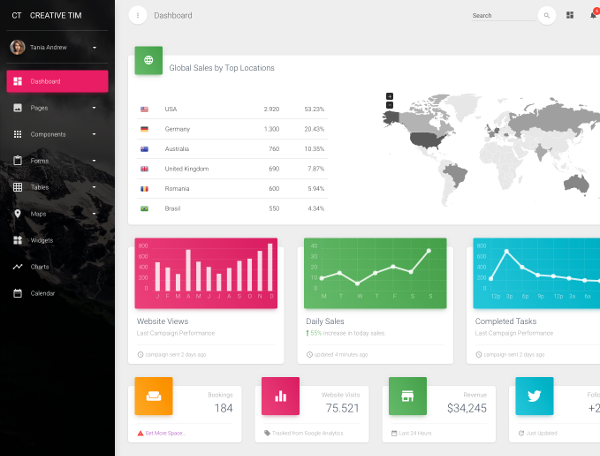 CT CREATIVE TIM
Tania Andrew
Dashboard
Pages
Components
Forms
Tables
Maps
Widgets
Charts
Calendar
Dashboard
Search
Global Sales by Top Locations
USA 2.920 53.23%
Germany 1.300 20.43%
Australia 760 10.35%
United Kingdom 690 7.87%
Romania 600 5.94%
Brasil 550 4.34%
800
600
400
200
0
J F M A M J J A S O N D
Website Views
Last Campaign Performance
campaign sent 2 days ago
40
30
20
10
0
M T W T F S S
Daily Sales
55% increase in today sales
updated 4 minutes ago
800
600
400
200
0
12p 3p 6p 9p 12p 3a 6a
Completed Tasks
Last Campaign Performance
campaign sent 2 days ago
Bookings
184
Get More Space...
Website Visits
75.521
Tracked from Google Analytics
Revenue
$34,245
Last 24 Hours
Follo
+2
Just Updated